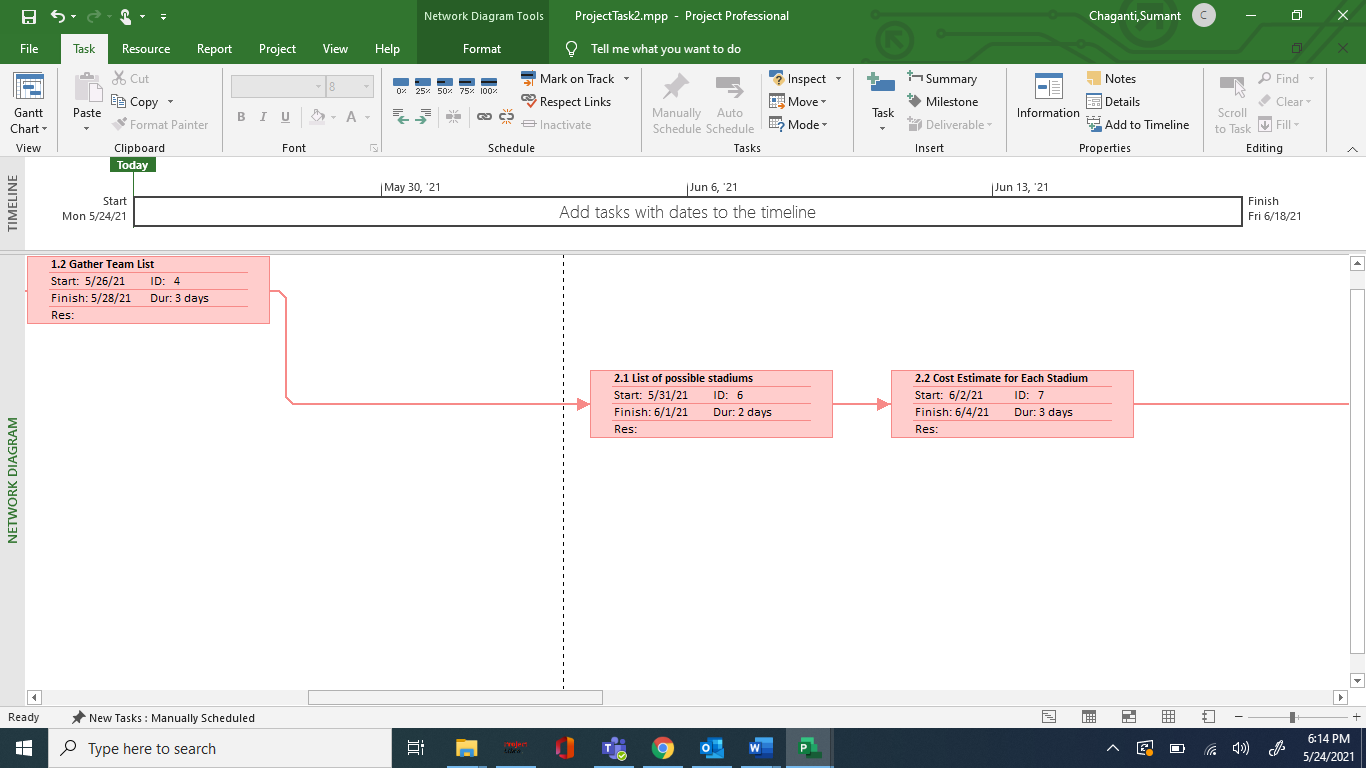 Network Diagram Tools
ProjectTask2.mpp - Project Professional
Chaganti,Sumant
C
File
Task
Resource
Report
Project
View
Help
Format
Tell me what you want to do
Gantt
Chart
View
Paste
Cut
Copy
Format Painter
Clipboard
8
B I U A
Font
0% 25% 50% 75% 100%
Mark on Track
Respect Links
Inactivate
Schedule
Manually
Schedule
Auto
Schedule
Inspect
Move
Mode
Tasks
Task
Summary
Milestone
Deliverable
Insert
Information
Notes
Details
Add to Timeline
Properties
Scroll
to Task
Find
Clear
Fill
Editing
TIMELINE
Today
May 30, '21
Jun 6, '21
Jun 13, '21
Start
Mon 5/24/21
Add tasks with dates to the timeline
Finish
Fri 6/18/21
NETWORK DIAGRAM
1.2 Gather Team List
Start: 5/26/21 ID: 4
Finish: 5/28/21 Dur: 3 days
Res:
2.1 List of possible stadiums
Start: 5/31/21 ID: 6
Finish: 6/1/21 Dur: 2 days
Res:
2.2 Cost Estimate for Each Stadium
Start: 6/2/21 ID: 7
Finish: 6/4/21 Dur: 3 days
Res:
Ready
New Tasks : Manually Scheduled
Type here to search
6:14 PM
5/24/2021